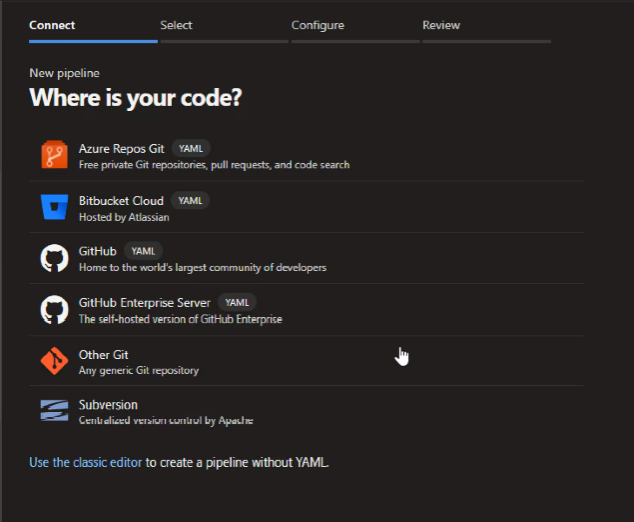 Connect Select Configure Review
New pipeline
Where is your code?
Azure Repos Git YAML
Free private Git repositories, pull requests, and code search
Bitbucket Cloud YAML
Hosted by Atlassian
GitHub YAML
Home to the world's largest community of developers
GitHub Enterprise Server YAML
The self-hosted version of GitHub Enterprise
Other Git
Any generic Git repository
Subversion
Centralized version control by Apache
Use the classic editor to create a pipeline without YAML.